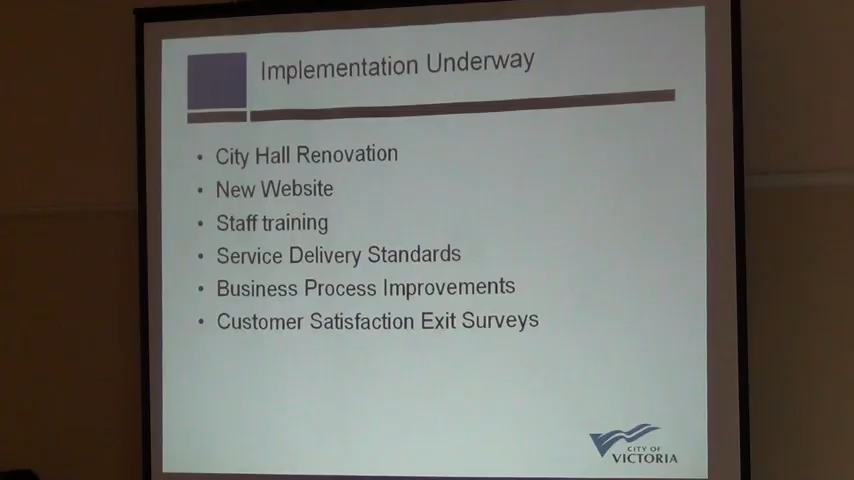 Implementation Underway
• City Hall Renovation
• New Website
• Staff training
• Service Delivery Standards
• Business Process Improvements
• Customer Satisfaction Exit Surveys
CITY OF
VICTORIA